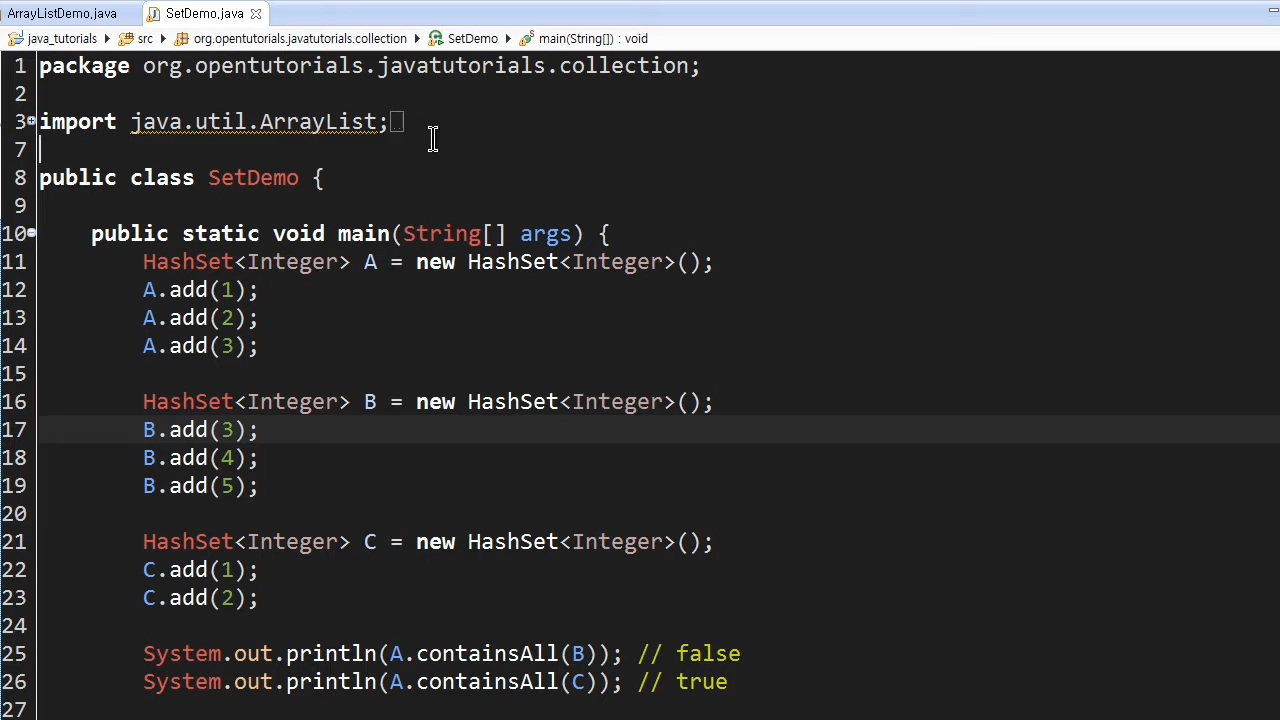 ArrayListDemo.java SetDemo.java
java_tutorials src org.opentutorials.javatutorials.collection SetDemo main(String[]) : void
1 package org.opentutorials.javatutorials.collection;
2
3 import java.util.ArrayList;
7
8 public class SetDemo {
9
10 public static void main(String[] args) {
11 HashSet<Integer> A = new HashSet<Integer>();
12 A.add(1);
13 A.add(2);
14 A.add(3);
15
16 HashSet<Integer> B = new HashSet<Integer>();
17 B.add(3);
18 B.add(4);
19 B.add(5);
20
21 HashSet<Integer> C = new HashSet<Integer>();
22 C.add(1);
23 C.add(2);
24
25 System.out.println(A.containsAll(B)); // false
26 System.out.println(A.containsAll(C)); // true
27